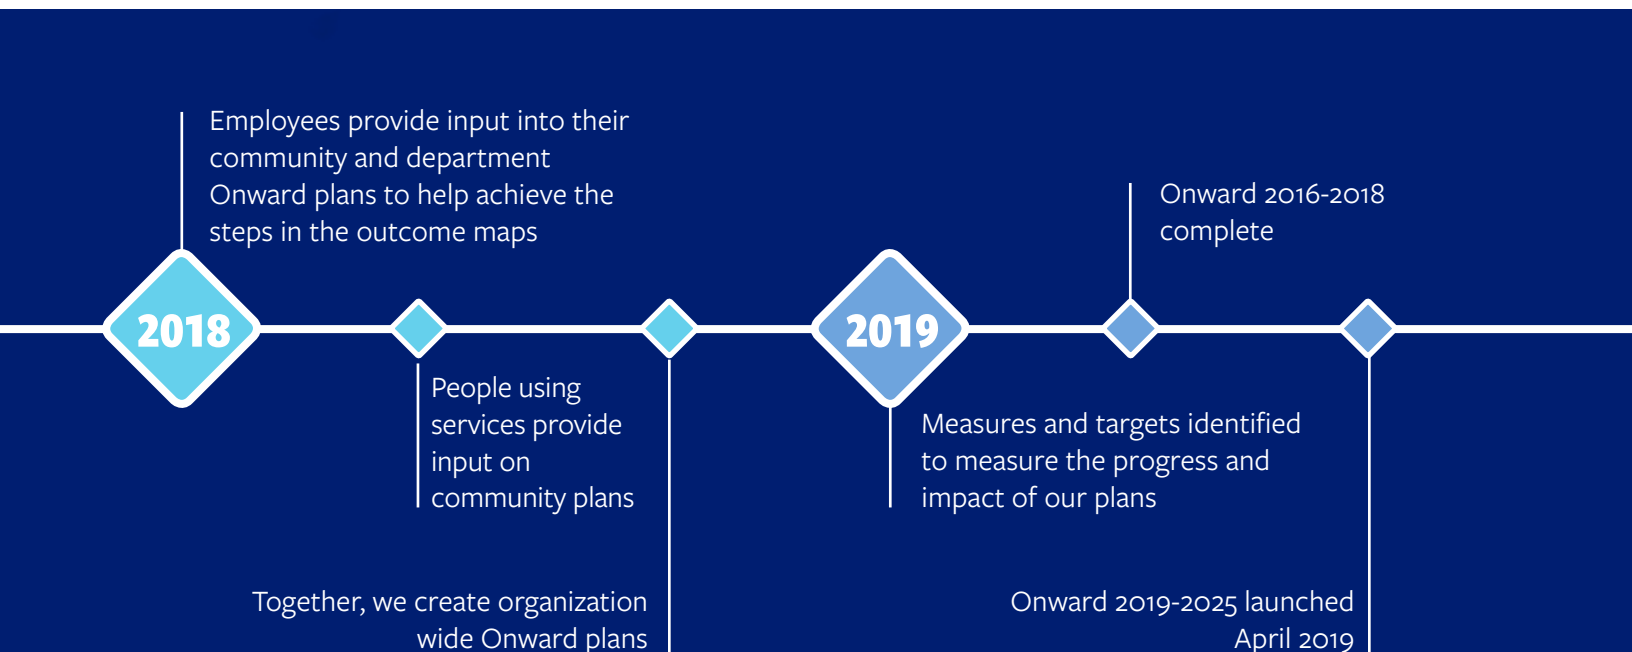 Employees provide input into their
community and department
Onward plans to help achieve the
steps in the outcome maps
2018
People using
services provide
input on
community plans
Together, we create organization
wide Onward plans
2019
Measures and targets identified
to measure the progress and
impact of our plans
Onward 2016-2018
complete
Onward 2019-2025 launched
April 2019